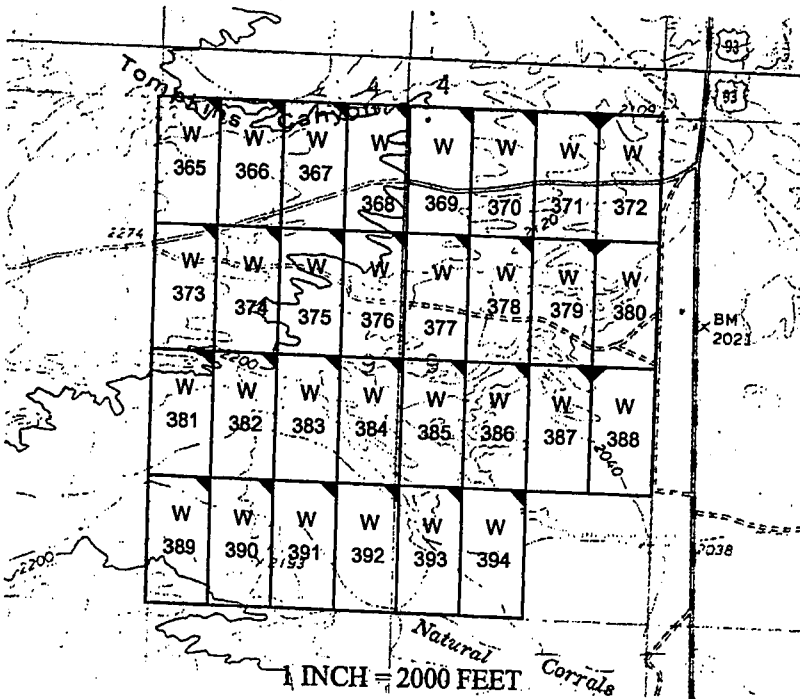 93
93
Tompkins Canyon
4 4
2109
W W W W W W W W
365 366 367 368 369 370 371 372
2120
2274
W W W W W W W W
373 374 375 376 377 378 379 380
BM
2021
2200
W W W W W W W W
381 382 383 384 385 386 387 388
2040
W W W W W W
389 390 391 392 393 394
2038
2200
2193
Natural Corrals
1 INCH = 2000 FEET